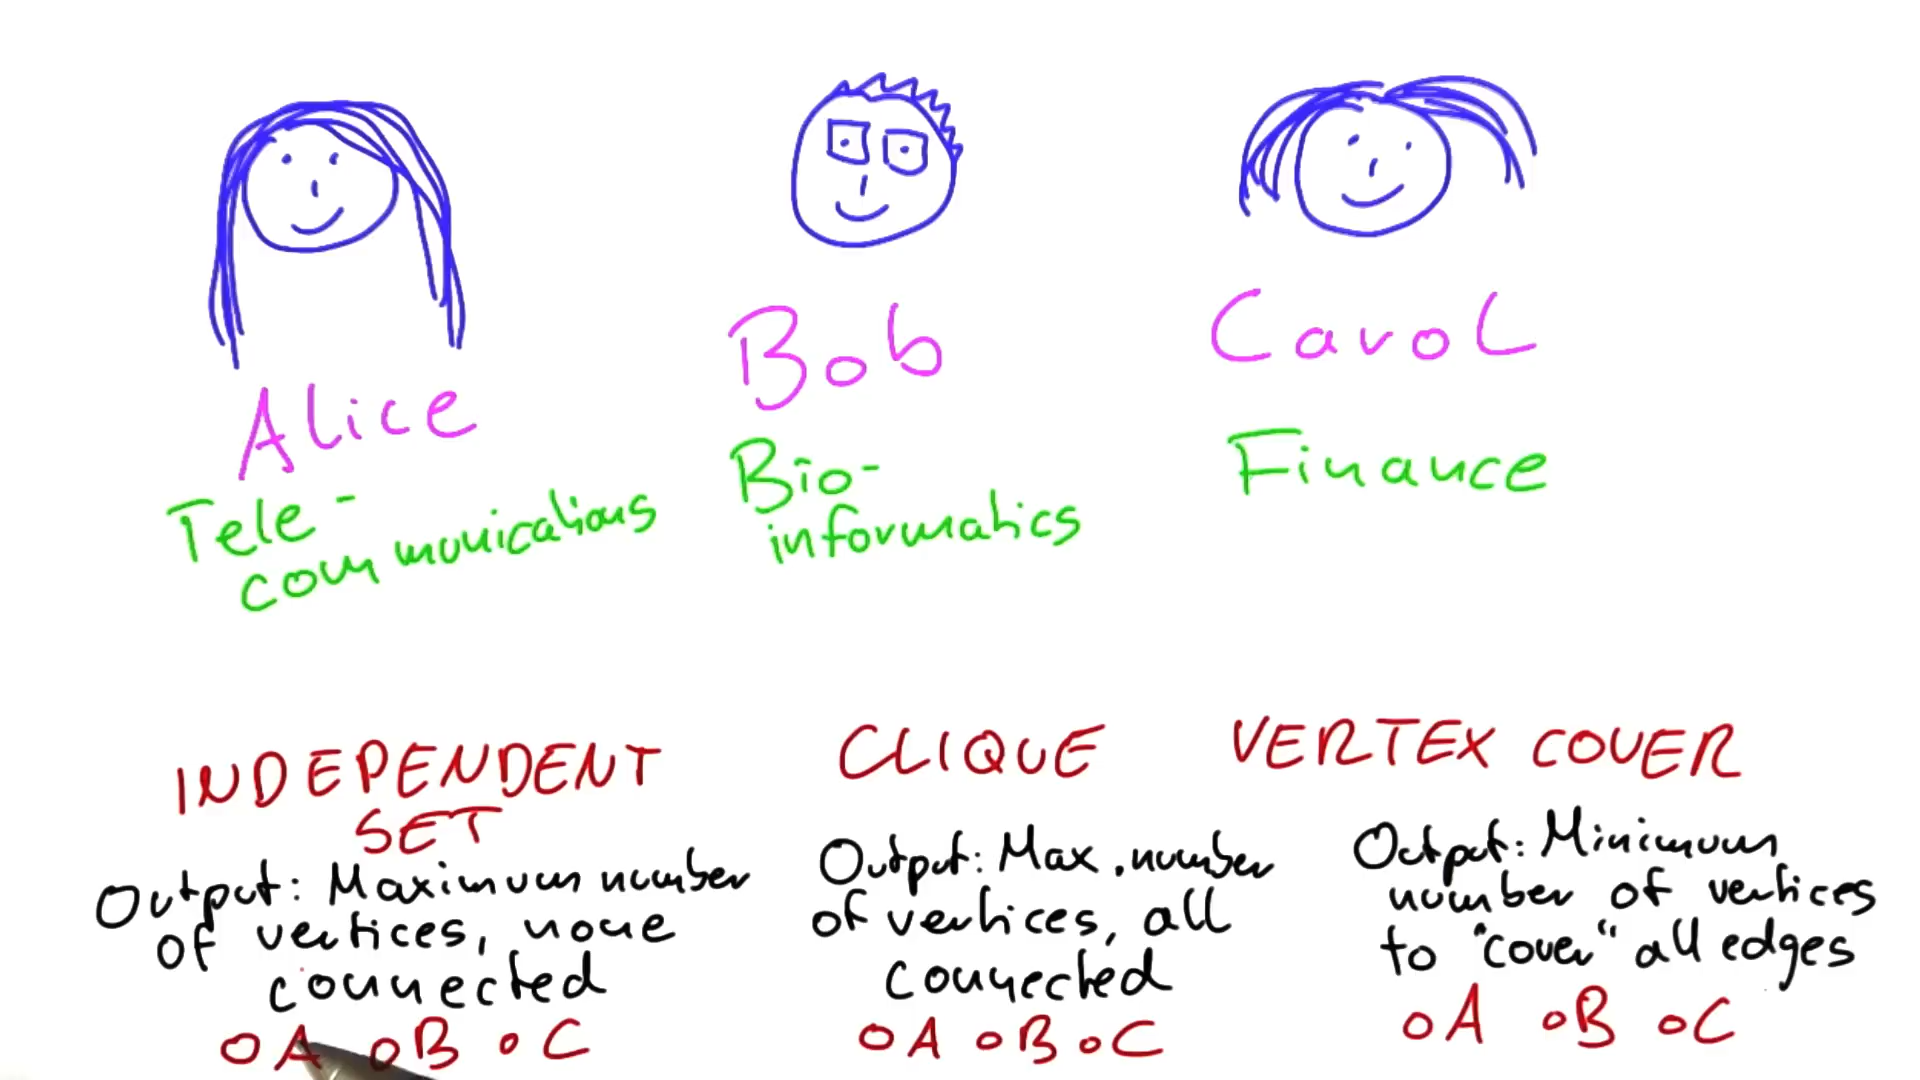 Alice
Tele-
communications
Bob
Bio-
informatics
Carol
Finance
INDEPENDENT
SET
Output: Maximum number
of vertices, none
connected
o A o B o C
CLIQUE
Output: Max. number
of vertices, all
connected
o A o B o C
VERTEX COVER
Output: Minimum
number of vertices
to "cover" all edges
o A o B o C